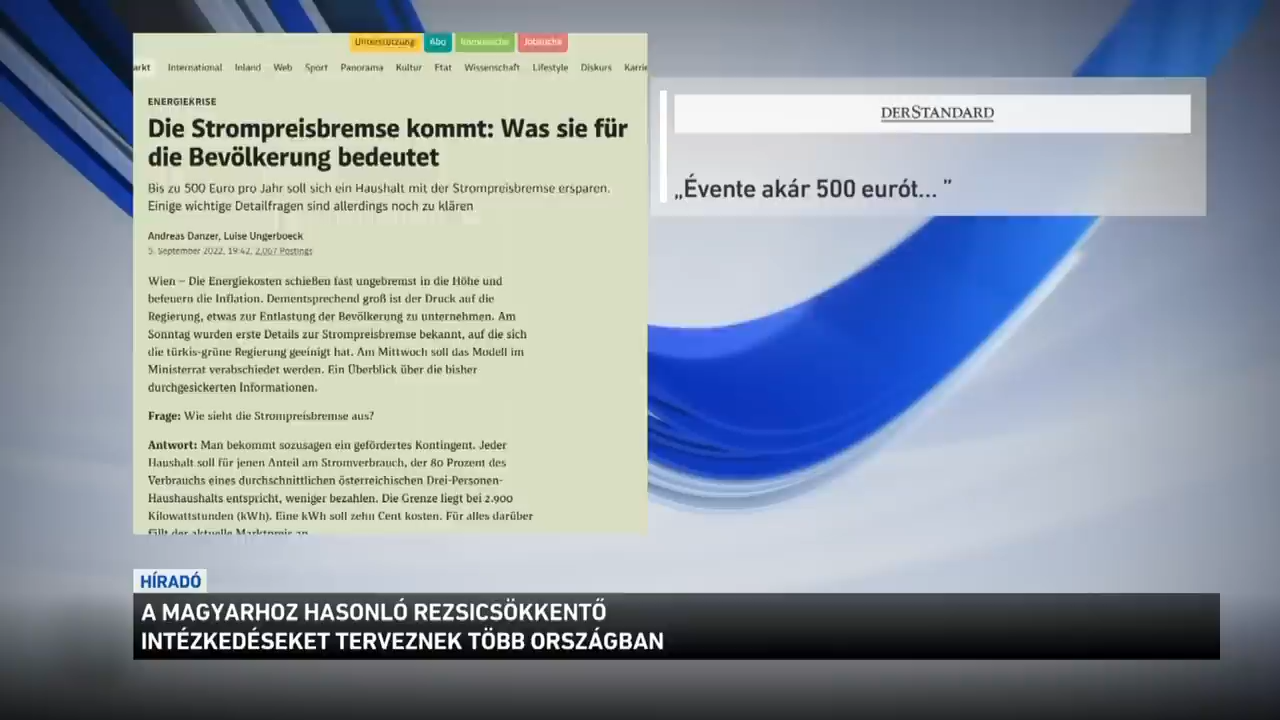 Unterstützung Abo Immosuche Jobsuche
International Inland Web Sport Panorama Kultur Etat Wissenschaft Lifestyle Diskurs
ENERGIEKRISE
Die Strompreisbremse kommt: Was sie für
die Bevölkerung bedeutet
Bis zu 500 Euro pro Jahr soll sich ein Haushalt mit der Strompreisbremse ersparen.
Einige wichtige Detailfragen sind allerdings noch zu klären
Andreas Danzer, Luise Ungerboeck
5. September 2022, 19:42, 2.067 Postings
Wien – Die Energiekosten schießen fast ungebremst in die Höhe und
befeuern die Inflation. Dementsprechend groß ist der Druck auf die
Regierung, etwas zur Entlastung der Bevölkerung zu unternehmen. Am
Sonntag wurden erste Details zur Strompreisbremse bekannt, auf die sich
die türkis-grüne Regierung geeinigt hat. Am Mittwoch soll das Modell im
Ministerrat verabschiedet werden. Ein Überblick über die bisher
durchgesickerten Informationen.
Frage: Wie sieht die Strompreisbremse aus?
Antwort: Man bekommt sozusagen ein gefördertes Kontingent. Jeder
Haushalt soll für jenen Anteil am Stromverbrauch, der 80 Prozent des
Verbrauchs eines durchschnittlichen österreichischen Drei-Personen-
Haushaushalts entspricht, weniger bezahlen. Die Grenze liegt bei 2.900
Kilowattstunden (kWh). Eine kWh soll zehn Cent kosten. Für alles darüber
fällt der aktuelle Marktpreis an
DERSTANDARD
„Évente akár 500 eurót... ”
HÍRADÓ
A MAGYARHOZ HASONLÓ REZSICSÖKKENTŐ
INTÉZKEDÉSEKET TERVEZNEK TÖBB ORSZÁGBAN